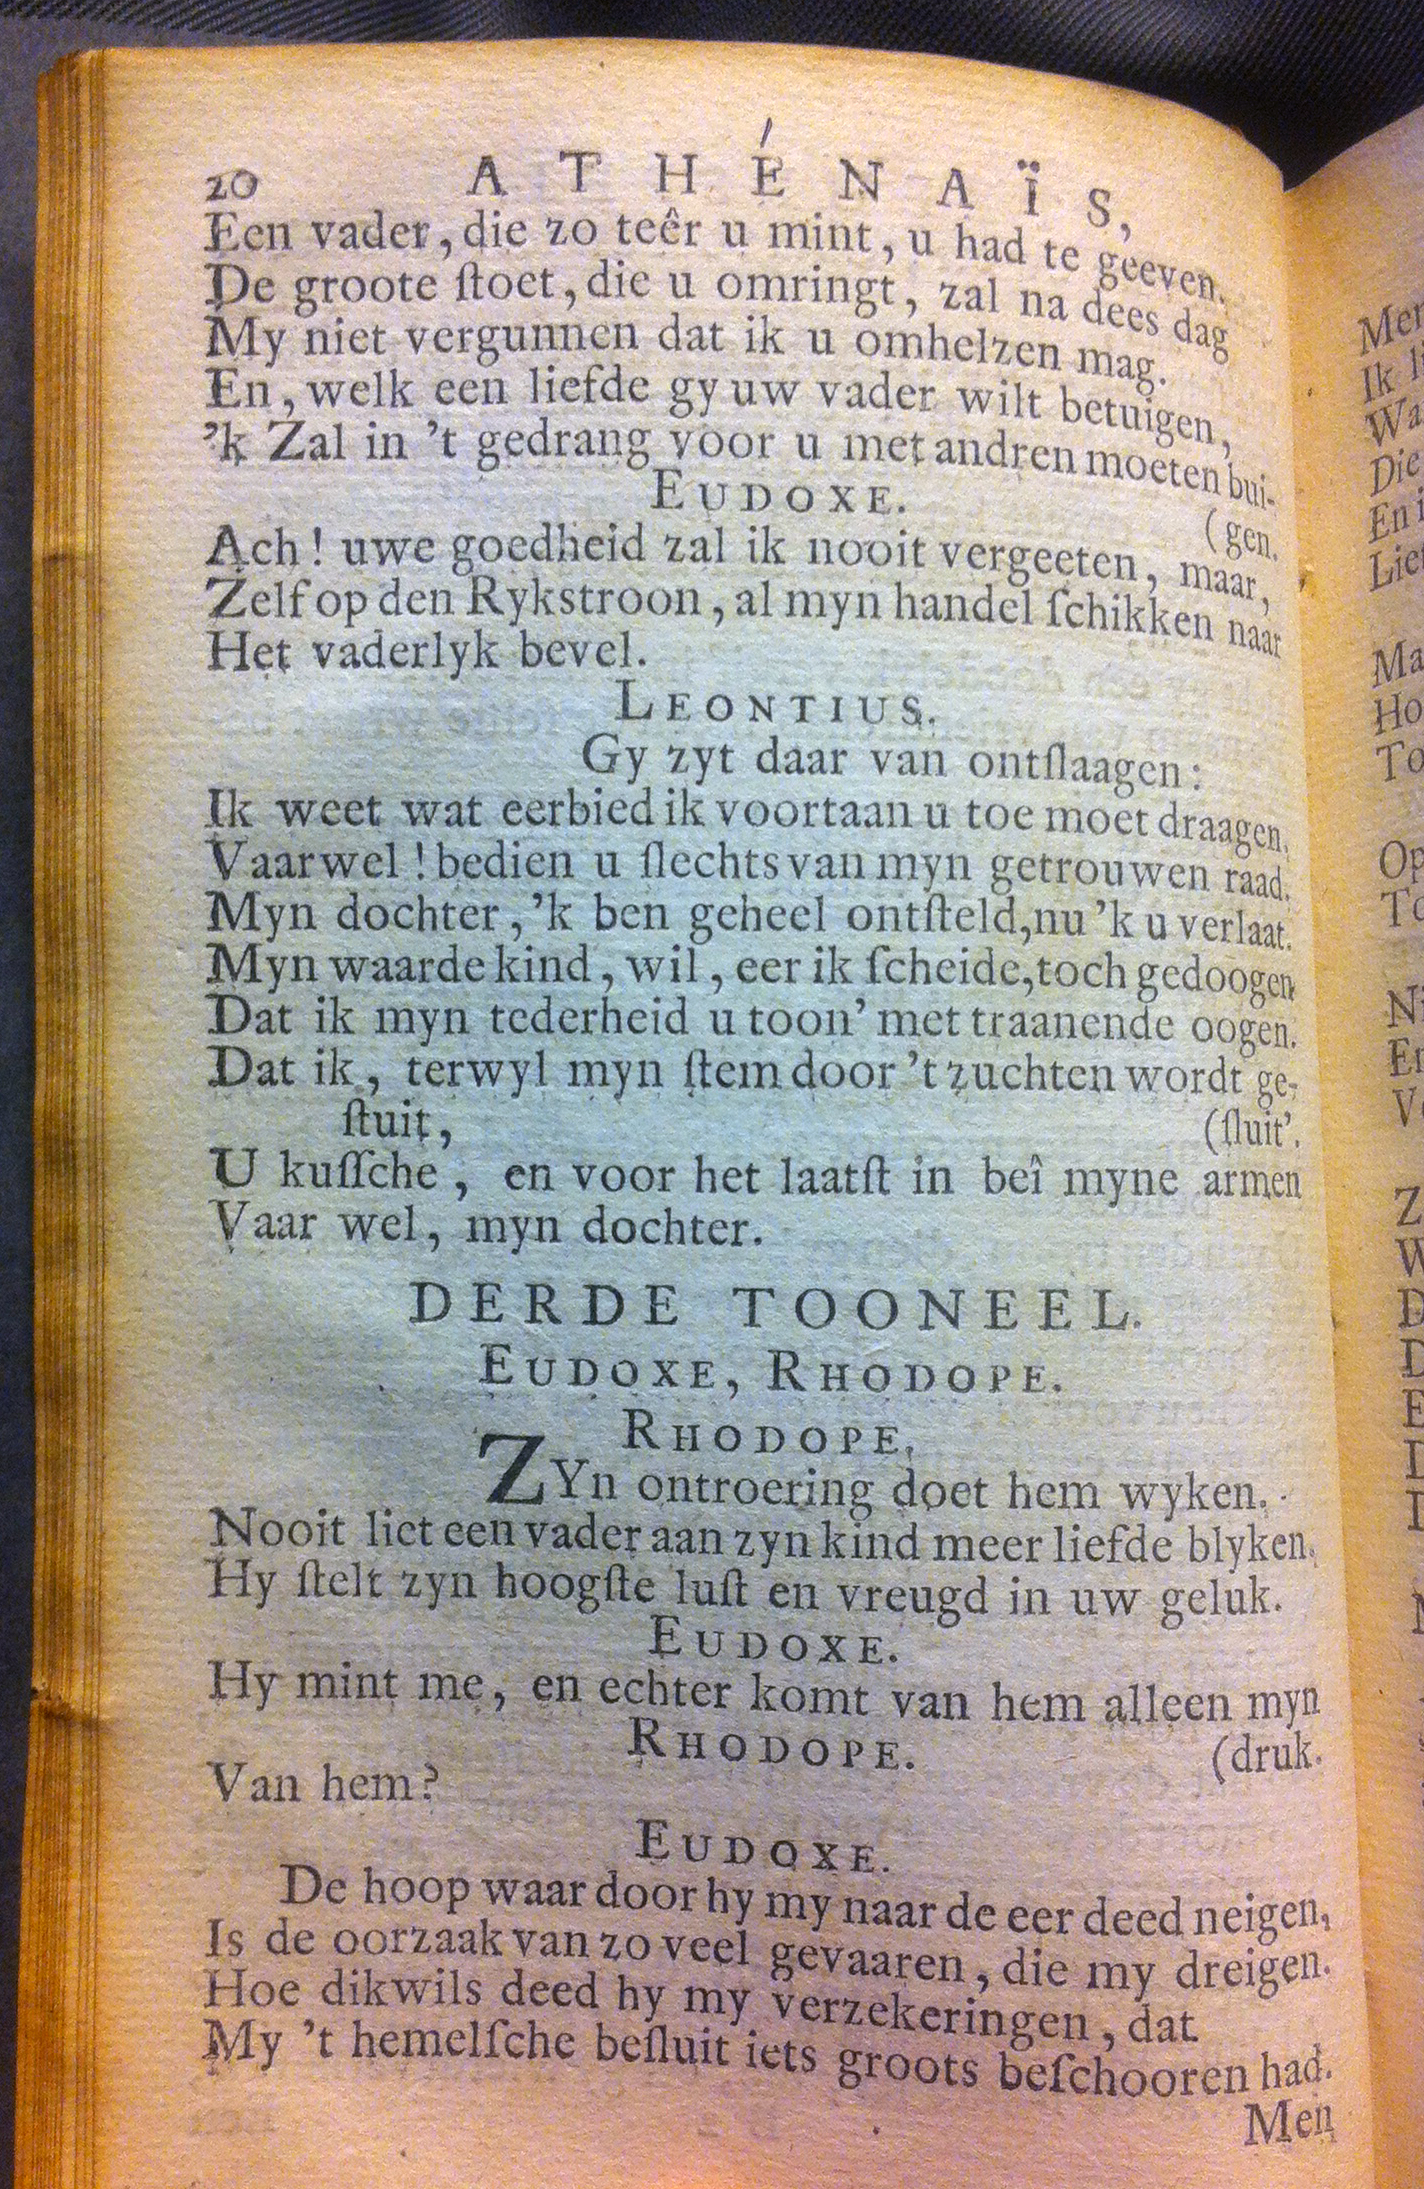 20 ATHÉNAÏS,
Een vader, die zo teêr u mint, u had te geeven.
De groote ſtoet, die u omringt, zal na dees dag
My niet vergunnen dat ik u omhelzen mag.
En, welk een liefde gy uw vader wilt betuigen,
'k Zal in 't gedrang voor u met andren moeten bui-
EUDOXE. (gen.
Ach! uwe goedheid zal ik nooit vergeeten, maar,
Zelf op den Rykstroon, al myn handel ſchikken naar
Het vaderlyk bevel.
LEONTIUS.
Gy zyt daar van ontſlaagen:
Ik weet wat eerbied ik voortaan u toe moet draagen.
Vaarwel! bedien u ſlechts van myn getrouwen raad.
Myn dochter, 'k ben geheel ontſteld, nu 'k u verlaat.
Myn waarde kind, wil, eer ik ſcheide, toch gedoogen
Dat ik myn tederheid u toon' met traanende oogen.
Dat ik, terwyl myn ſtem door 't zuchten wordt ge-
ſtuit, (ſluit'.
U kuſſche, en voor het laatſt in beî myne armen
Vaar wel, myn dochter.
DERDE TOONEEL.
EUDOXE, RHODOPE.
RHODOPE.
ZYn ontroering doet hem wyken.
Nooit liet een vader aan zyn kind meer liefde blyken.
Hy ſtelt zyn hoogſte luſt en vreugd in uw geluk.
EUDOXE.
Hy mint me, en echter komt van hem alleen myn
RHODOPE. (druk.
Van hem?
EUDOXE.
De hoop waar door hy my naar de eer deed neigen,
Is de oorzaak van zo veel gevaaren, die my dreigen.
Hoe dikwils deed hy my verzekeringen, dat
My 't hemelſche beſluit iets groots beſchooren had.
Men